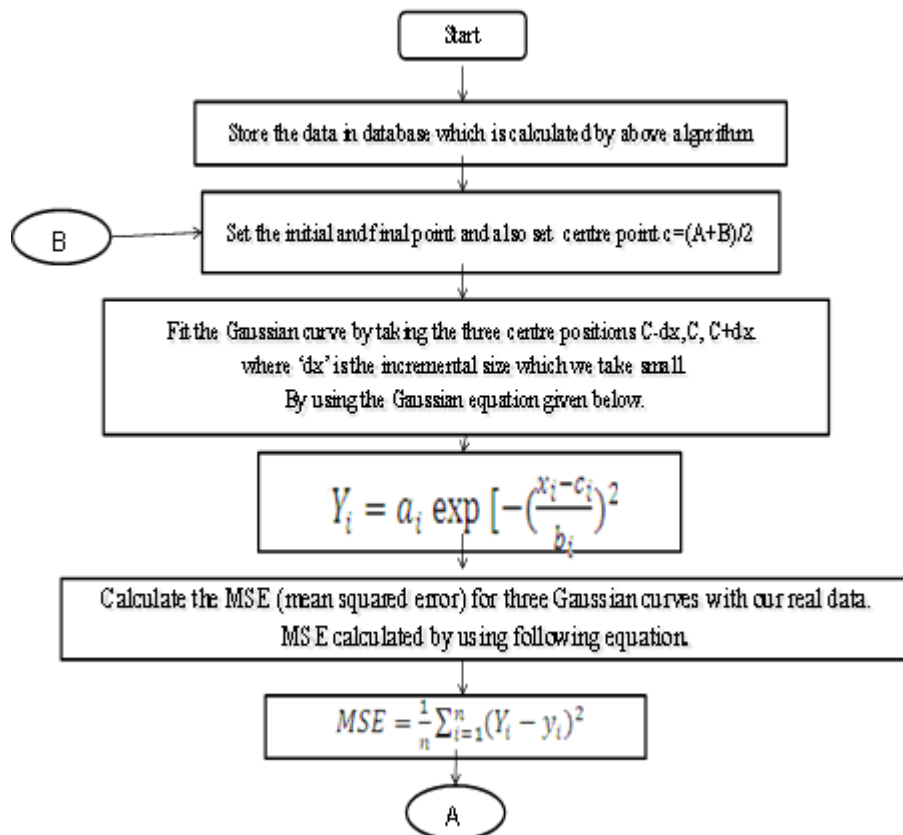 Start
Store the data in database which is calculated by above algorithm
B
Set the initial and final point and also set centre point c=(A+B)/2
Fit the Gaussian curve by taking the three centre positions C-dx,C, C+dx.
where ‘dx’ is the incremental size which we take small.
By using the Gaussian equation given below.
Y_i = a_i exp [-(\frac{x_i-c_i}{b_i})^2
Calculate the MSE (mean squared error) for three Gaussian curves with our real data.
MSE calculated by using following equation.
MSE = \frac{1}{n} \sum_{i=1}^{n} (Y_i - y_i)^2
A